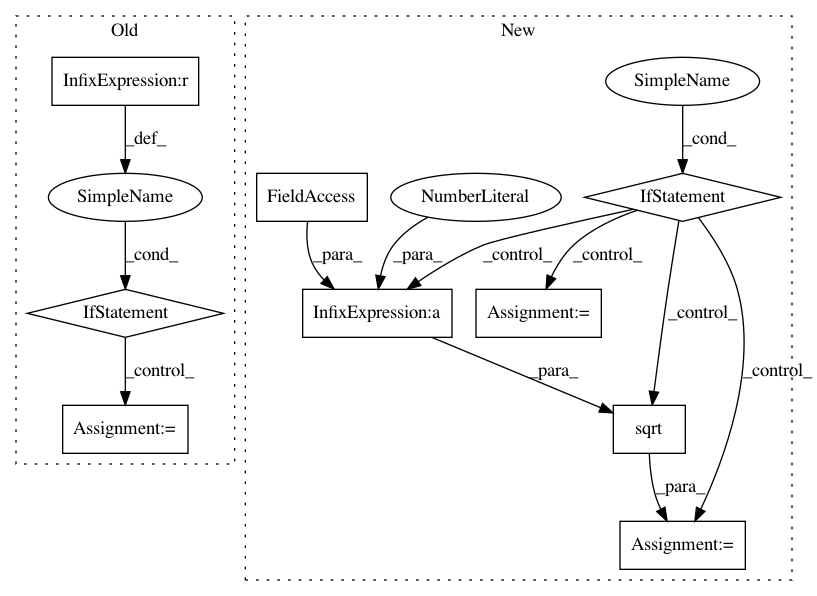 Old
New
InfixExpression:r
SimpleName
_def_
_cond_
SimpleName
FieldAccess
NumberLiteral
IfStatement
_cond_
_para_
_para_
_control_
_control_
IfStatement
InfixExpression:a
Assignment:=
_control_
_control_
_control_
_para_
Assignment:=
sqrt
_para_
Assignment:=